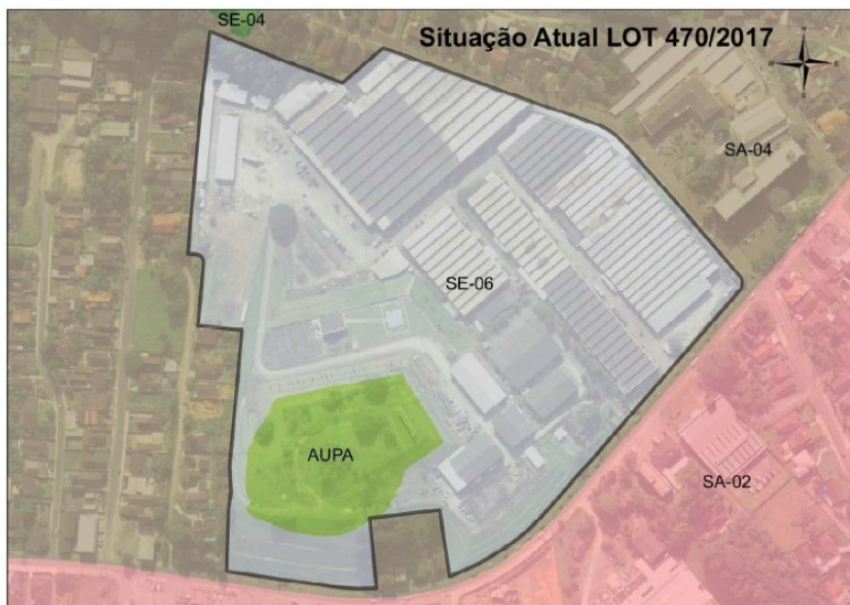 SE-04
Situação Atual LOT 470/2017
N
W
E
S
SA-04
SE-06
AUPA
SA-02